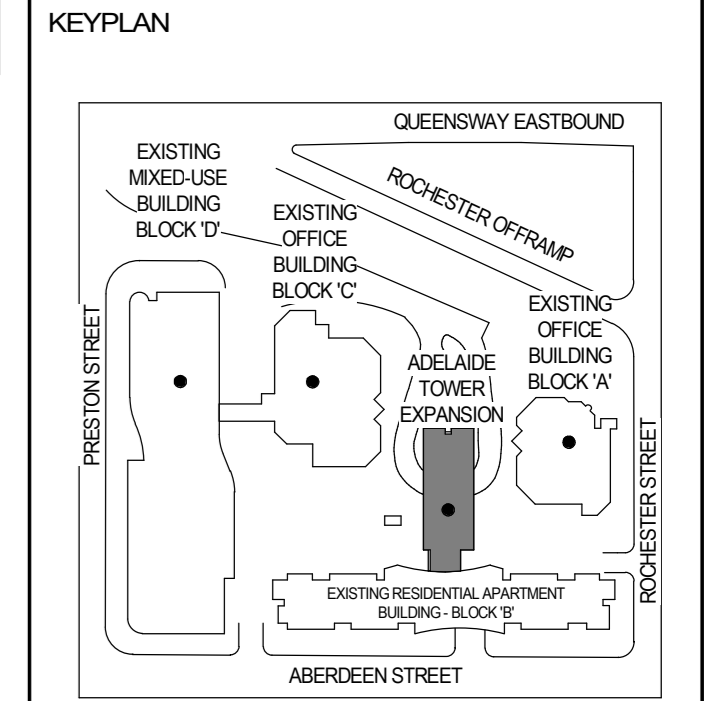 KEYPLAN
QUEENSWAY EASTBOUND
EXISTING
MIXED-USE
BUILDING
BLOCK 'D'
ROCHESTER OFFRAMP
EXISTING
OFFICE
BUILDING
BLOCK 'C'
EXISTING
OFFICE
BUILDING
BLOCK 'A'
ADELAIDE
TOWER
EXPANSION
PRESTON STREET
ROCHESTER STREET
EXISTING RESIDENTIAL APARTMENT
BUILDING - BLOCK 'B'
ABERDEEN STREET